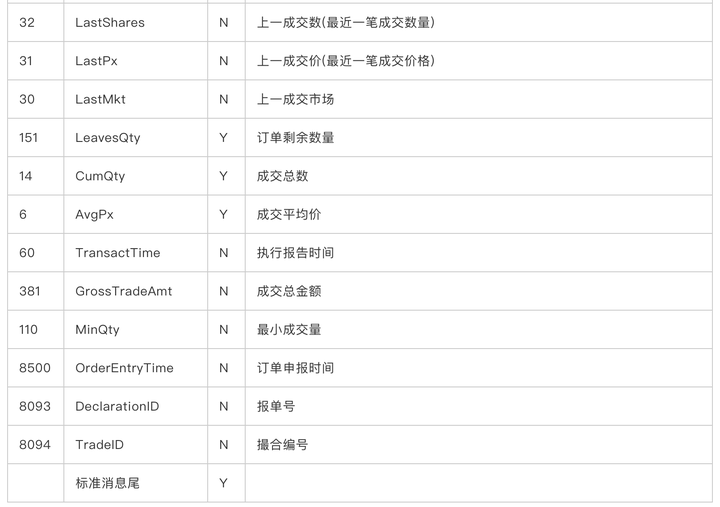 32 LastShares N 上一成交数(最近一笔成交数量)
31 LastPx N 上一成交价(最近一笔成交价格)
30 LastMkt N 上一成交市场
151 LeavesQty Y 订单剩余数量
14 CumQty Y 成交总数
6 AvgPx Y 成交平均价
60 TransactTime N 执行报告时间
381 GrossTradeAmt N 成交总金额
110 MinQty N 最小成交量
8500 OrderEntryTime N 订单申报时间
8093 DeclarationID N 报单号
8094 TradeID N 撮合编号
标准消息尾 Y